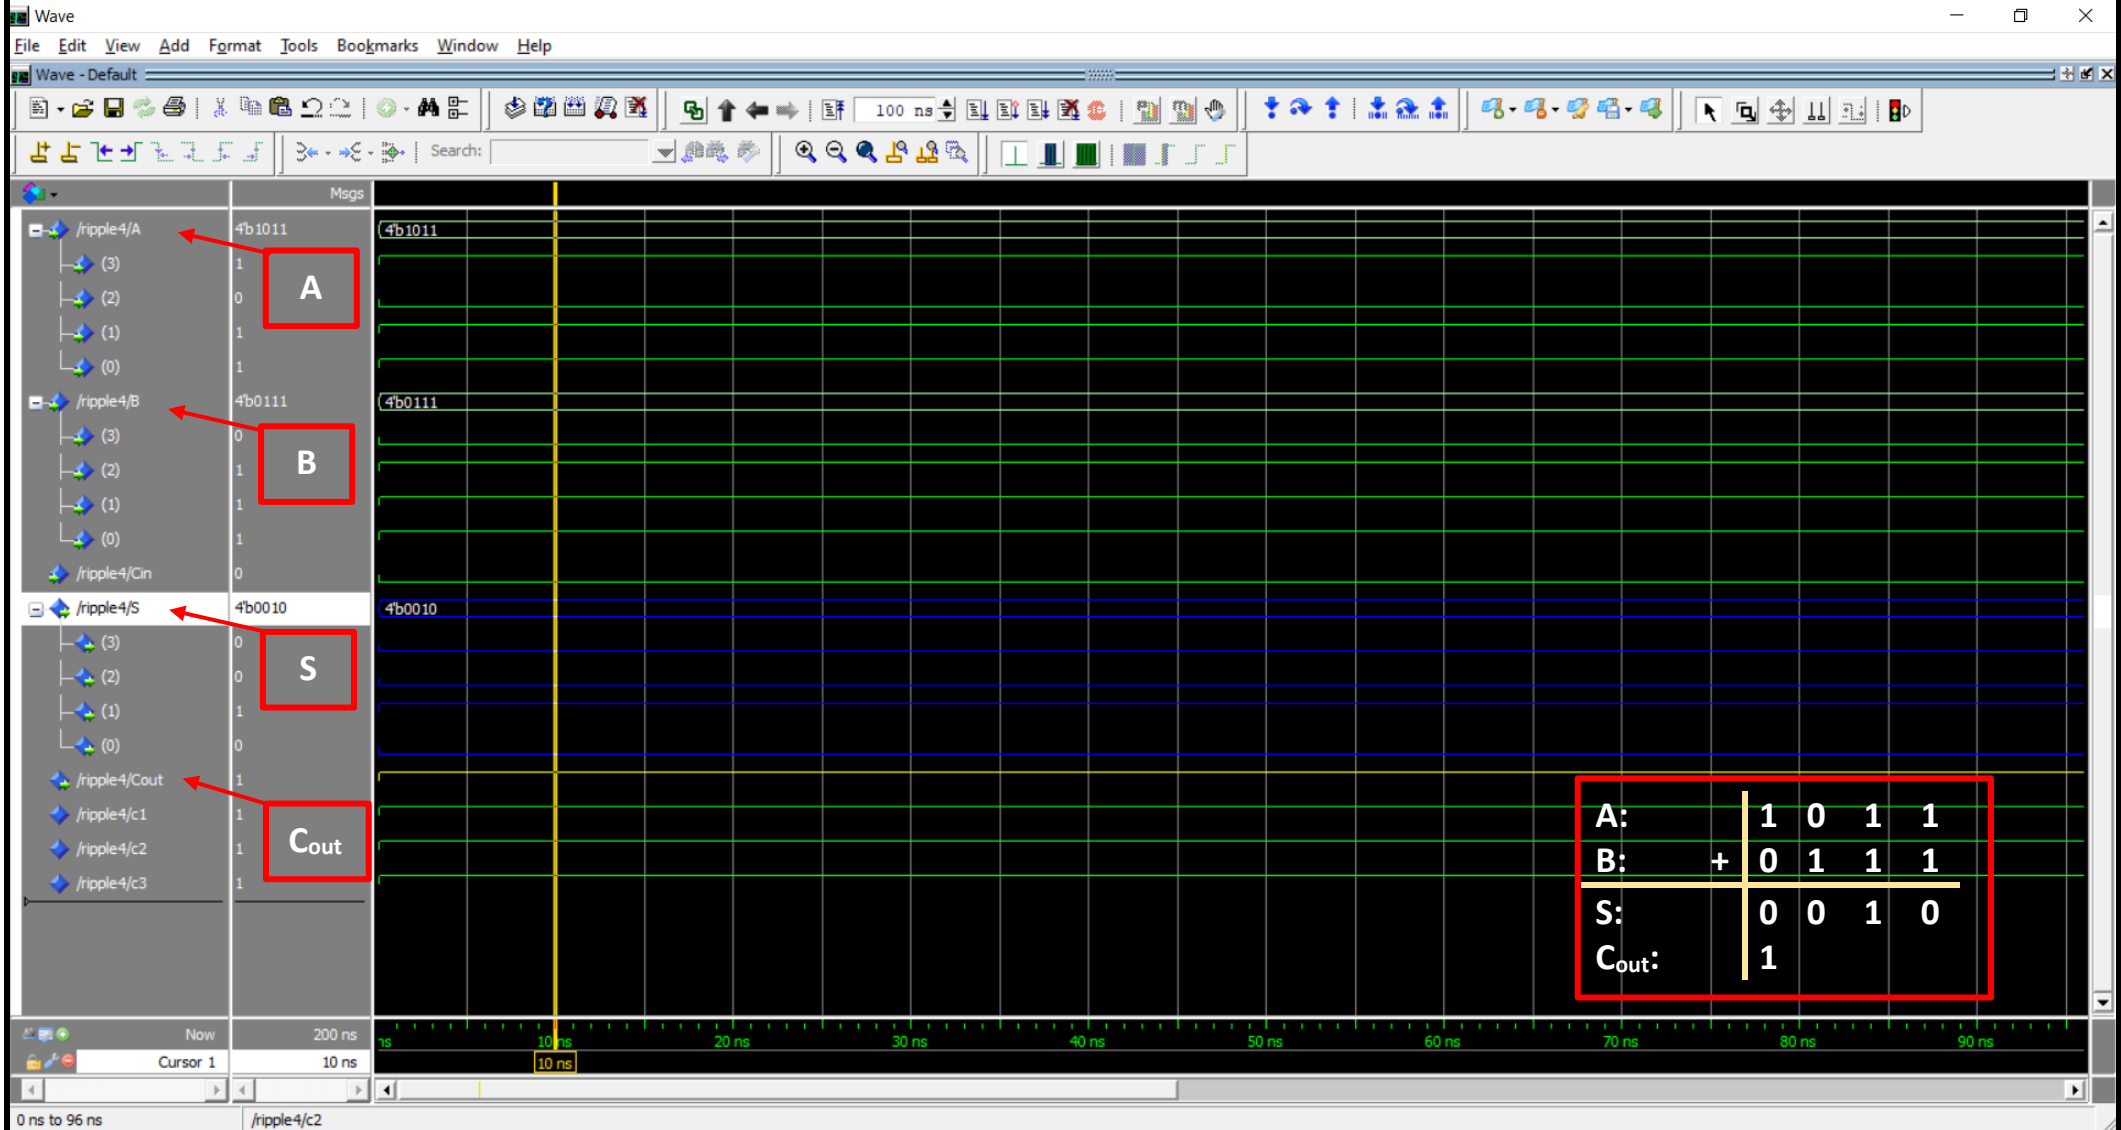 Wave
File Edit View Add Format Tools Bookmarks Window Help
Wave - Default
100 ns
Search:
Msgs
/ripple4/A 4'b1011 4'b1011
(3) 1
A
(2) 0
(1) 1
(0) 1
/ripple4/B 4'b0111 4'b0111
(3) 0
B
(2) 1
(1) 1
(0) 1
/ripple4/Cin 0
/ripple4/S 4'b0010 4'b0010
(3) 0
S
(2) 0
(1) 1
(0) 0
/ripple4/Cout 1
/ripple4/c1 1
Cout
/ripple4/c2 1
/ripple4/c3 1
A: 1 0 1 1
B: + 0 1 1 1
S: 0 0 1 0
Cout: 1
Now 200 ns
ns 10 ns 20 ns 30 ns 40 ns 50 ns 60 ns 70 ns 80 ns 90 ns
Cursor 1 10 ns 10 ns
0 ns to 96 ns /ripple4/c2